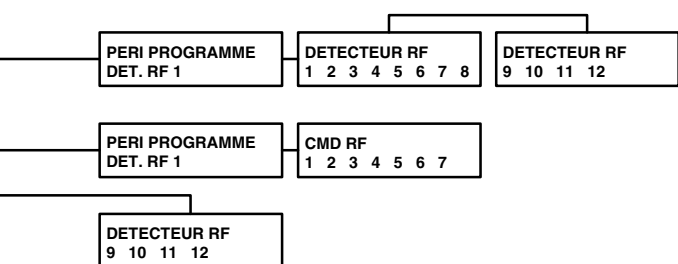 PERI PROGRAMME
DET. RF 1
DETECTEUR RF
1 2 3 4 5 6 7 8
DETECTEUR RF
9 10 11 12
PERI PROGRAMME
DET. RF 1
CMD RF
1 2 3 4 5 6 7
DETECTEUR RF
9 10 11 12